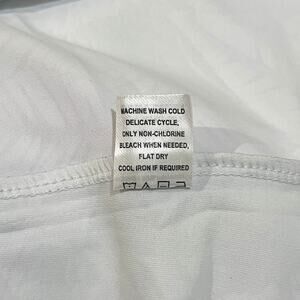 MACHINE WASH COLD
DELICATE CYCLE,
ONLY NON-CHLORINE
BLEACH WHEN NEEDED,
FLAT DRY
COOL IRON IF REQUIRED